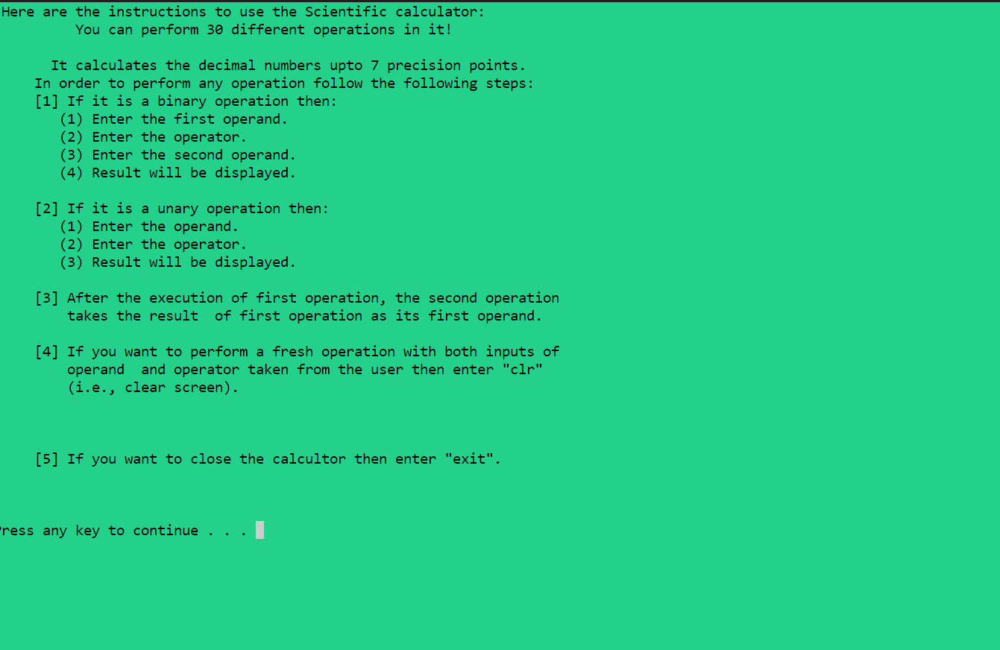 Here are the instructions to use the Scientific calculator:
You can perform 30 different operations in it!
It calculates the decimal numbers upto 7 precision points.
In order to perform any operation follow the following steps:
[1] If it is a binary operation then:
(1) Enter the first operand.
(2) Enter the operator.
(3) Enter the second operand.
(4) Result will be displayed.
[2] If it is a unary operation then:
(1) Enter the operand.
(2) Enter the operator.
(3) Result will be displayed.
[3] After the execution of first operation, the second operation
takes the result  of first operation as its first operand.
[4] If you want to perform a fresh operation with both inputs of
operand  and operator taken from the user then enter "clr"
(i.e., clear screen).
[5] If you want to close the calcultor then enter "exit".
Press any key to continue . . .